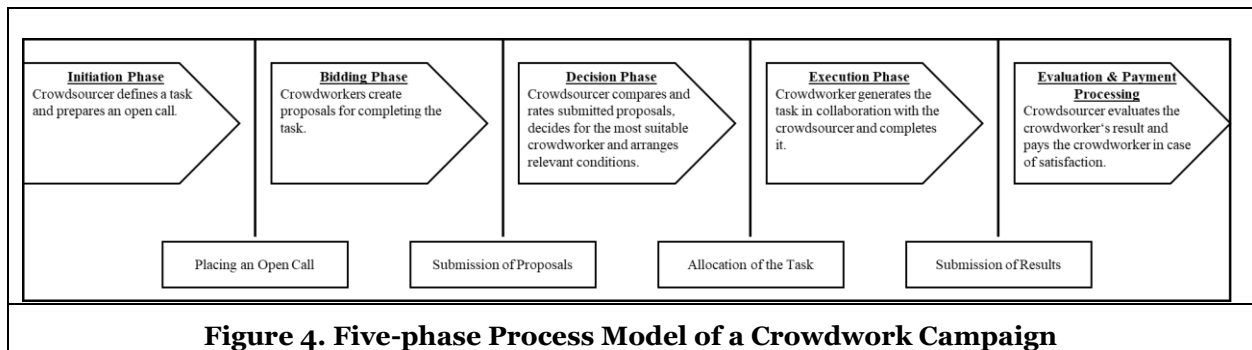 Initiation Phase
Crowdsourcer defines a task
and prepares an open call.
Bidding Phase
Crowdworkers create
proposals for completing the
task.
Decision Phase
Crowdsourcer compares and
rates submitted proposals,
decides for the most suitable
crowdworker and arranges
relevant conditions.
Execution Phase
Crowdworker generates the
task in collaboration with the
crowdsourcer and completes
it.
Evaluation & Payment
Processing
Crowdsourcer evaluates the
crowdworker‘s result and
pays the crowdworker in case
of satisfaction.
Placing an Open Call
Submission of Proposals
Allocation of the Task
Submission of Results
Figure 4. Five-phase Process Model of a Crowdwork Campaign